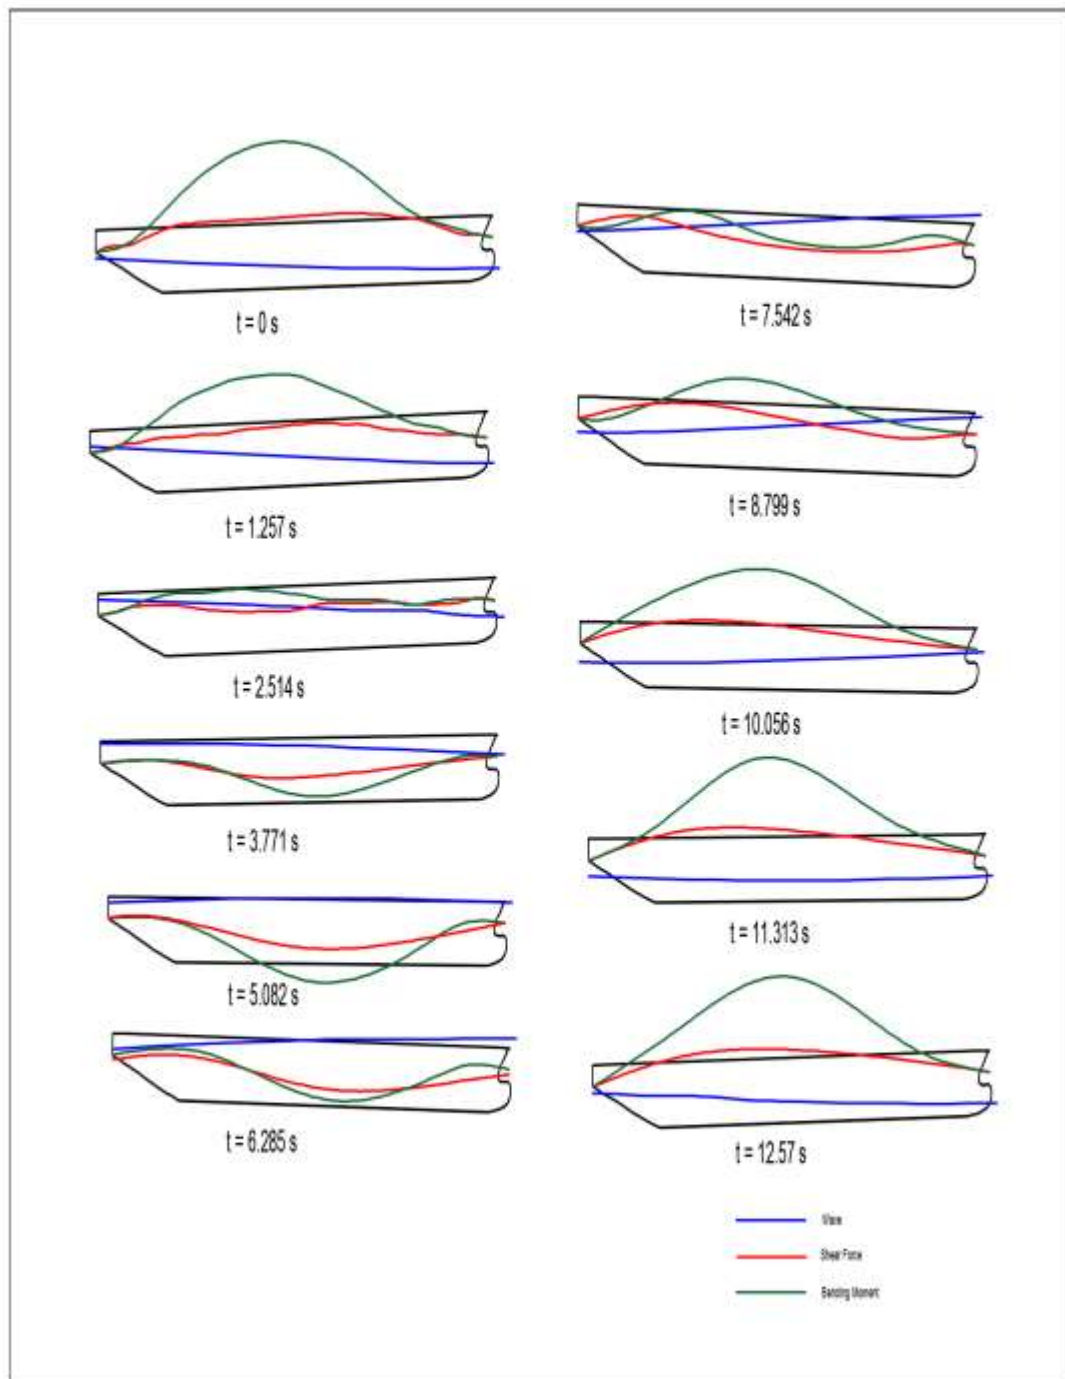 t = 0 s
t = 1.257 s
t = 2.514 s
t = 3.771 s
t = 5.082 s
t = 6.285 s
t = 7.542 s
t = 8.799 s
t = 10.056 s
t = 11.313 s
t = 12.57 s
Wave
Shear Force
Bending Moment